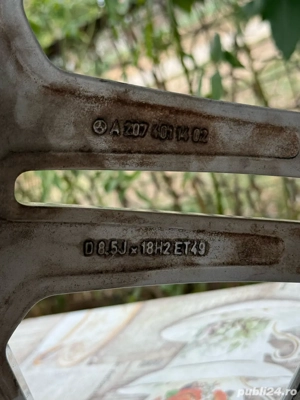 A 207 401 14 02
D 8.5J x 18H2 ET49
publi24.ro